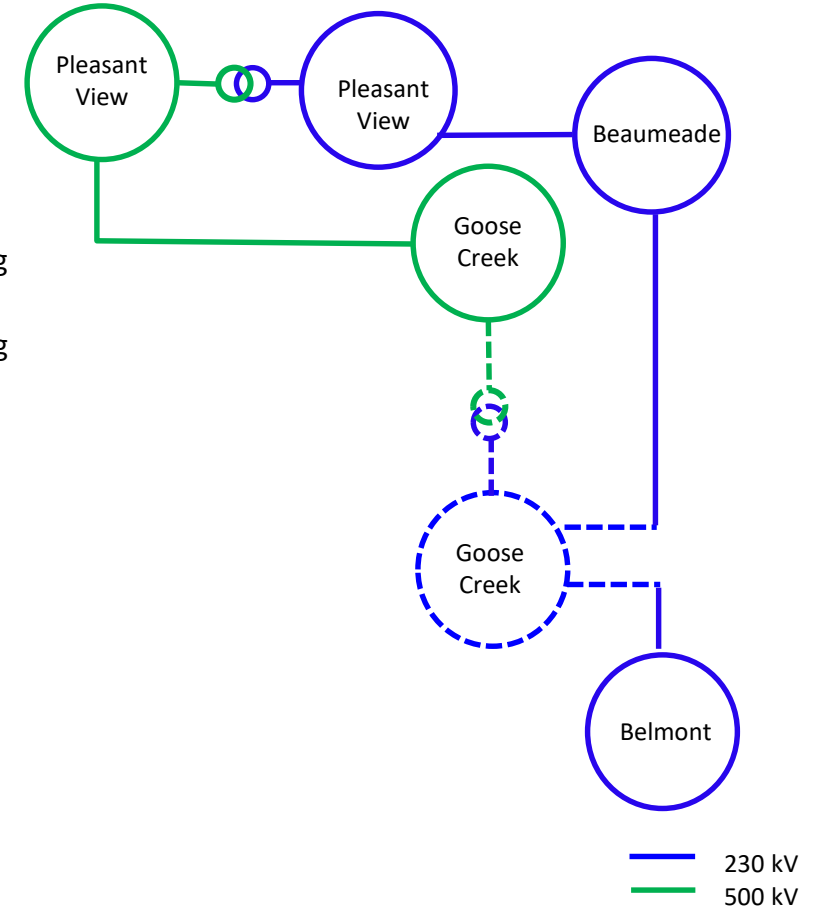 Pleasant
View
Pleasant
View
Beaumeade
Goose
Creek
g
g
Goose
Creek
Belmont
230 kV
500 kV